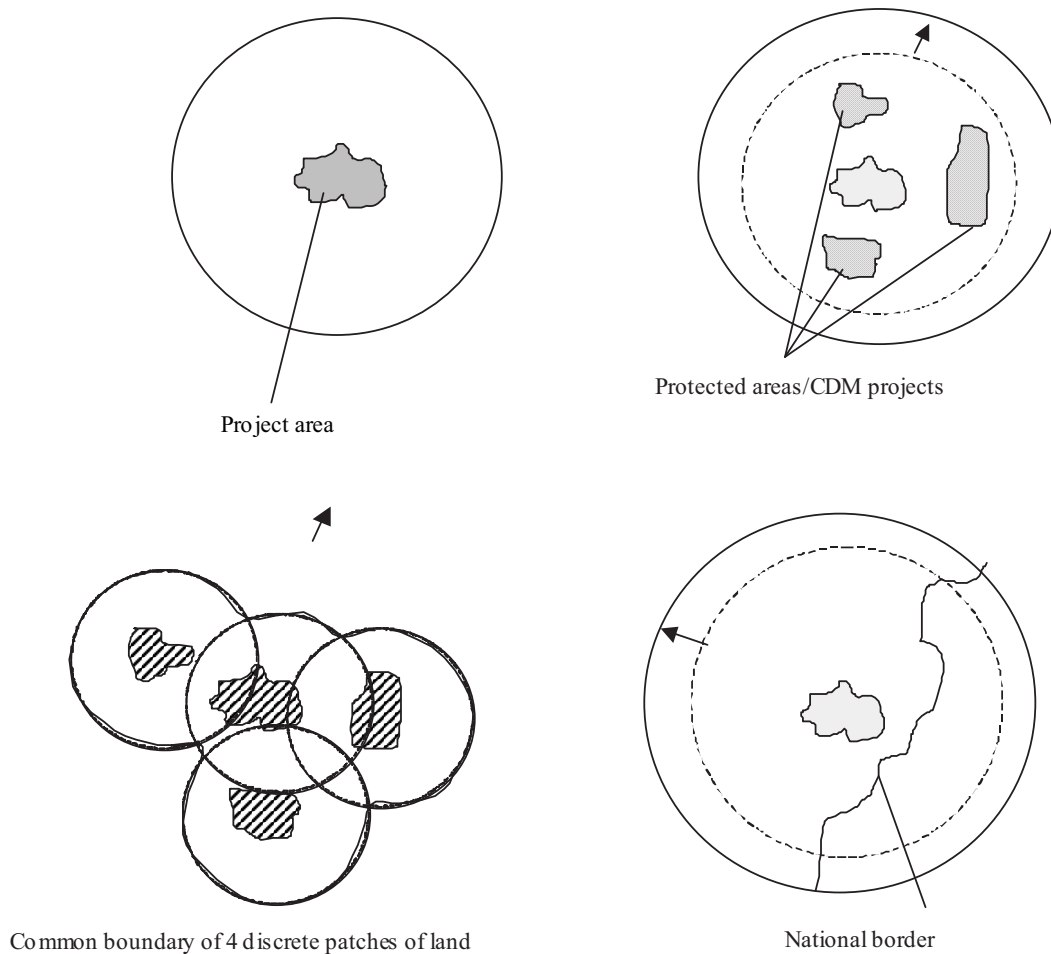 Project area
Protected areas/CDM projects
Common boundary of 4 discrete patches of land
National border